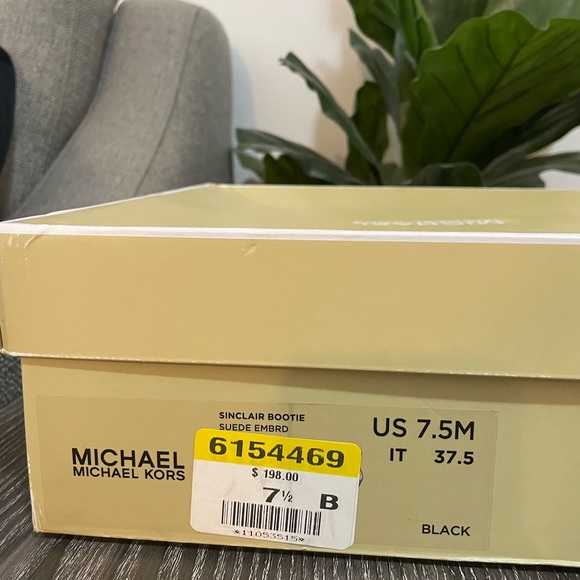 SINCLAIR BOOTIE
SUEDE EMBRD
US 7.5M
IT 37.5
MICHAEL
MICHAEL KORS
6154469
$ 198.00
7½ B
*11053515*
BLACK